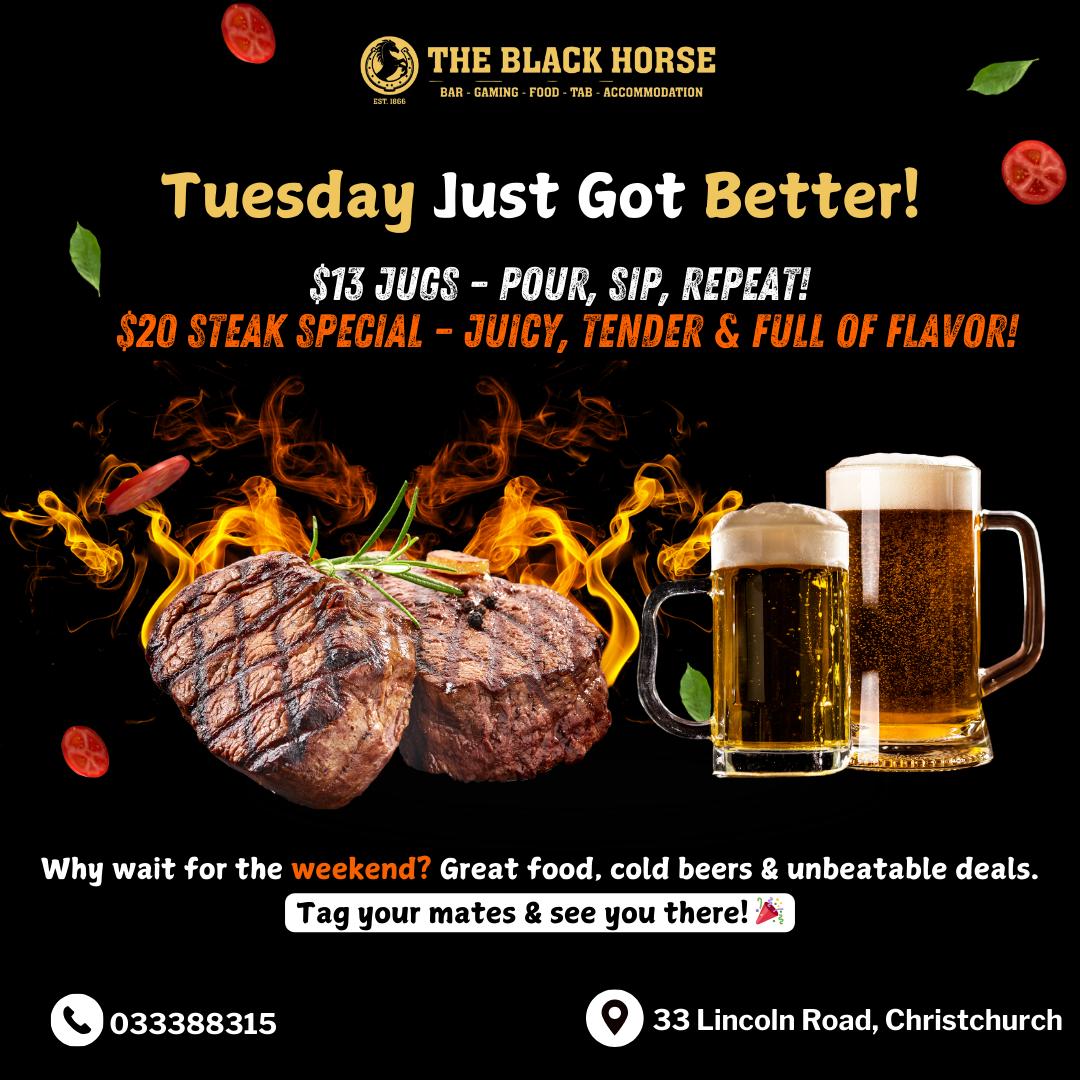 THE BLACK HORSE
BAR - GAMING - FOOD - TAB - ACCOMMODATION
EST. 1866
Tuesday Just Got Better!
$13 JUGS - POUR, SIP, REPEAT!
$20 STEAK SPECIAL - JUICY, TENDER & FULL OF FLAVOR!
Why wait for the weekend? Great food, cold beers & unbeatable deals.
Tag your mates & see you there! 🎉
033388315
33 Lincoln Road, Christchurch